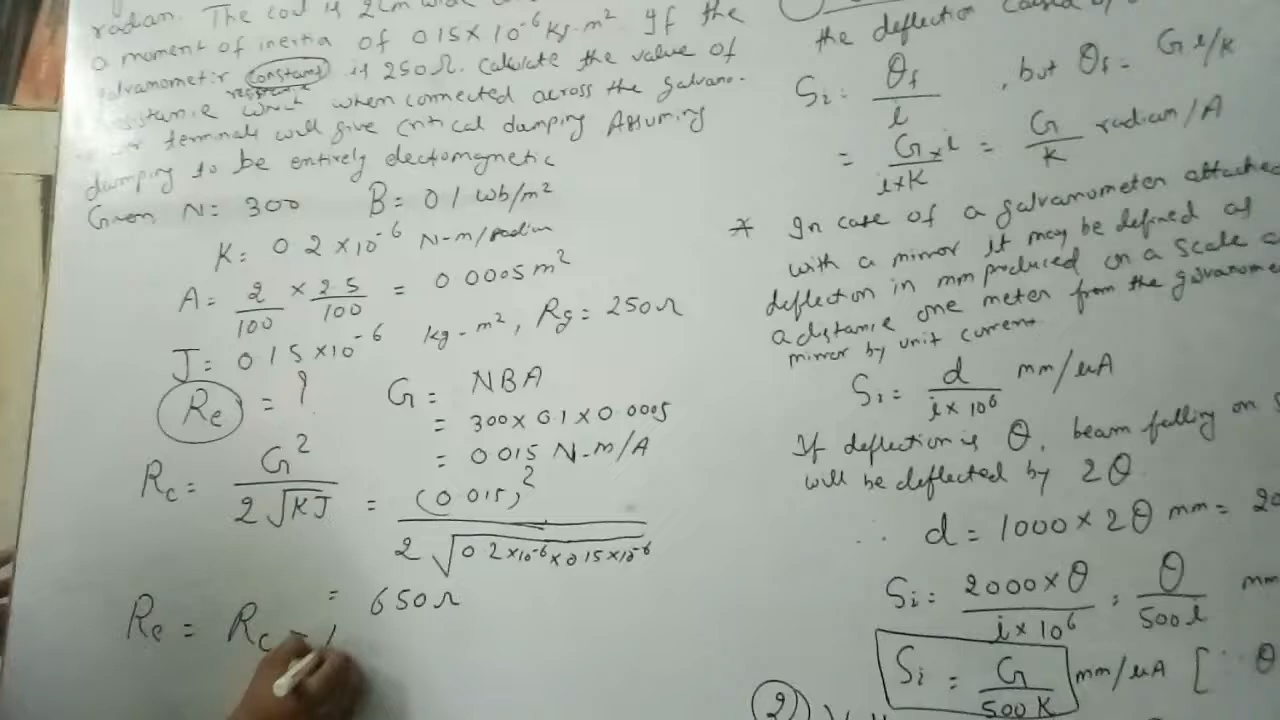 radian. The coil is 2cm wide
a moment of inertia of 0.15×10⁻⁶ kg-m². If the
galvanometer constant is 250Ω. Calculate the value of
resistance which when connected across the galvano-
terminals will give critical damping Assuming
damping to be entirely electomagnetic
Given N= 300 B= 0.1 wb/m²
K= 0.2×10⁻⁶ N-m/radian
A= 2/100 × 2.5/100 = 0.0005 m²
J= 0.15×10⁻⁶ kg-m², Rg= 250Ω
Re = ? G= NBA
= 300×0.1×0.0005
= 0.015 N-m/A
Rc= G²/2√KJ = (0.015)²/2√0.2×10⁻⁶×0.15×10⁻⁶
= 650Ω
Re = Rc -
the deflection caused
Si= θf/i, but θf= Gi/K
= G×i/i×K = G/K radian/A
* In case of a galvanometer attached
with a mirror it may be defined as
deflection in mm produced on a scale
a distance one meter from the galvanome
mirror by unit current
Si= d/i×10⁶ mm/uA
If deflection is θ, beam falling on
will be deflected by 2θ
∴ d= 1000×2θ mm= 20
Si= 2000×θ/i×10⁶ = θ/500i mm
Si = G/500K mm/uA [∵ θ
2)